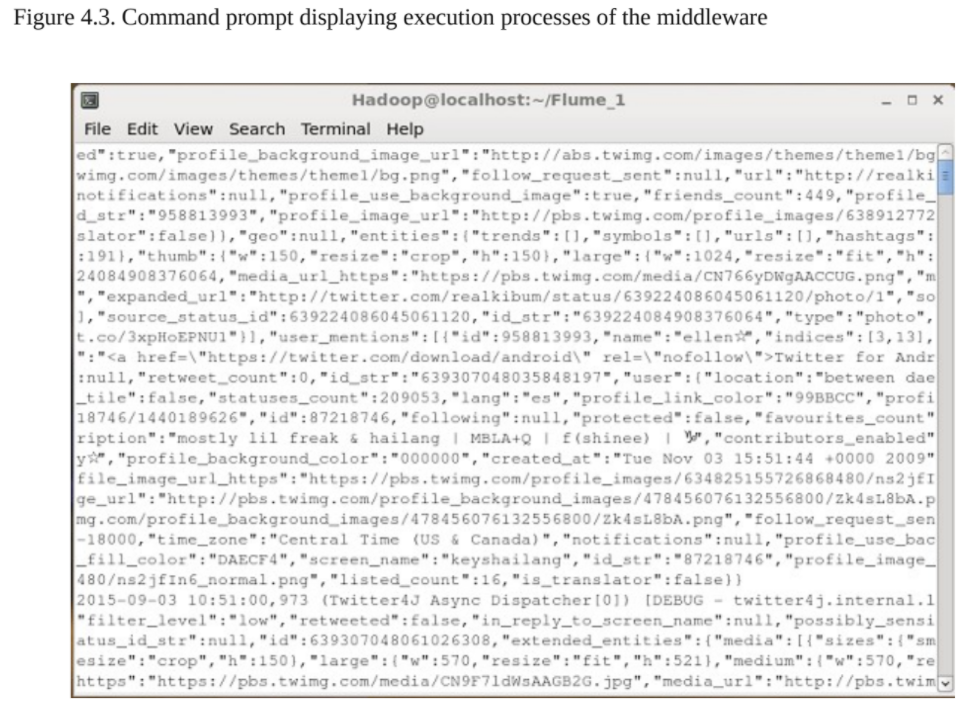 Figure 4.3. Command prompt displaying execution processes of the middleware
Hadoop@localhost:~/Flume_1
File Edit View Search Terminal Help
ed":true,"profile_background_image_url":"http://abs.twimg.com/images/themes/theme1/bg
wimg.com/images/themes/theme1/bg.png","follow_request_sent":null,"url":"http://realki
notifications":null,"profile_use_background_image":true,"friends_count":449,"profile_
d_str":"958813993","profile_image_url":"http://pbs.twimg.com/profile_images/638912772
slator":false}},"geo":null,"entities":{"trends":[],"symbols":[],"urls":[],"hashtags":
:191},"thumb":{"w":150,"resize":"crop","h":150},"large":{"w":1024,"resize":"fit","h":
24084908376064,"media_url_https":"https://pbs.twimg.com/media/CN766yDWgAACCUG.png","m
","expanded_url":"http://twitter.com/realkibum/status/639224086045061120/photo/1","so
],"source_status_id":639224086045061120,"id_str":"639224084908376064","type":"photo",
t.co/3xpHoEPNU1"}],"user_mentions":[{"id":958813993,"name":"ellen☆","indices":[3,13],
":"<a href=\"https://twitter.com/download/android\" rel=\"nofollow\">Twitter for Andr
:null,"retweet_count":0,"id_str":"639307048035848197","user":{"location":"between dae
_tile":false,"statuses_count":209053,"lang":"es","profile_link_color":"99BBCC","profi
18746/1440189626","id":87218746,"following":null,"protected":false,"favourites_count"
ription":"mostly lil freak & hailang | MBLA+Q | f(shinee) | ♑","contributors_enabled"
y☆","profile_background_color":"000000","created_at":"Tue Nov 03 15:51:44 +0000 2009"
file_image_url_https":"https://pbs.twimg.com/profile_images/634825155726868480/ns2jfI
ge_url":"http://pbs.twimg.com/profile_background_images/478456076132556800/Zk4sL8bA.p
mg.com/profile_background_images/478456076132556800/Zk4sL8bA.png","follow_request_sen
-18000,"time_zone":"Central Time (US & Canada)","notifications":null,"profile_use_bac
_fill_color":"DAECF4","screen_name":"keyshailang","id_str":"87218746","profile_image_
480/ns2jfIn6_normal.png","listed_count":16,"is_translator":false}}
2015-09-03 10:51:00,973 (Twitter4J Async Dispatcher[0]) [DEBUG - twitter4j.internal.l
"filter_level":"low","retweeted":false,"in_reply_to_screen_name":null,"possibly_sensi
atus_id_str":null,"id":639307048061026308,"extended_entities":{"media":[{"sizes":{"sm
esize":"crop","h":150},"large":{"w":570,"resize":"fit","h":521},"medium":{"w":570,"re
https":"https://pbs.twimg.com/media/CN9F7ldWsAAGB2G.jpg","media_url":"http://pbs.twim